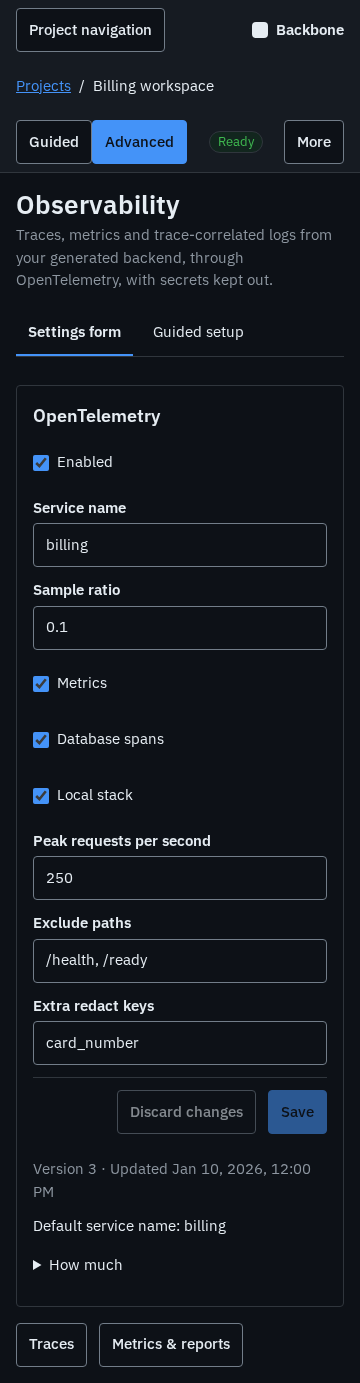 Project navigation
Backbone
Projects / Billing workspace
Guided
Advanced
Ready
More
Observability
Traces, metrics and trace-correlated logs from
your generated backend, through
OpenTelemetry, with secrets kept out.
Settings form
Guided setup
OpenTelemetry
Enabled
Service name
billing
Sample ratio
0.1
Metrics
Database spans
Local stack
Peak requests per second
250
Exclude paths
/health, /ready
Extra redact keys
card_number
Discard changes
Save
Version 3 · Updated Jan 10, 2026, 12:00
PM
Default service name: billing
How much
Traces
Metrics & reports